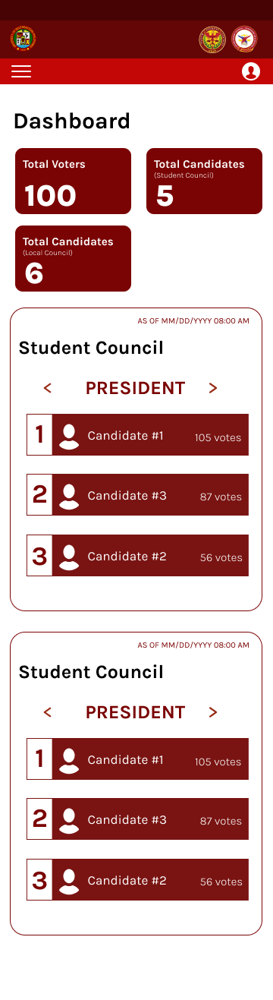 Dashboard
Total Voters
100
Total Candidates
(Student Council)
5
Total Candidates
(Local Council)
6
AS OF MM/DD/YYYY 08:00 AM
Student Council
< PRESIDENT >
1 Candidate #1 105 votes
2 Candidate #3 87 votes
3 Candidate #2 56 votes
AS OF MM/DD/YYYY 08:00 AM
Student Council
< PRESIDENT >
1 Candidate #1 105 votes
2 Candidate #3 87 votes
3 Candidate #2 56 votes